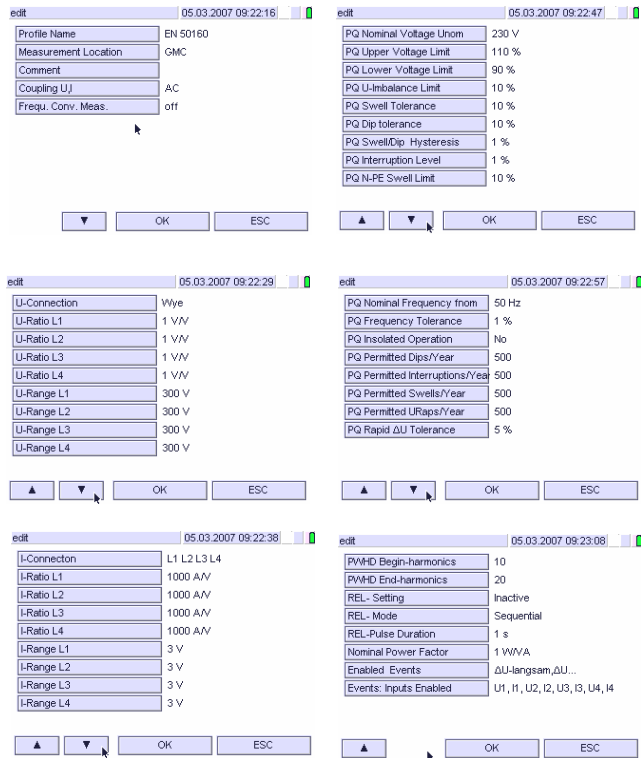 edit 05.03.2007 09:22:16
Profile Name EN 50160
Measurement Location GMC
Comment
Coupling U,I AC
Frequ. Conv. Meas. off
▼ OK ESC
edit 05.03.2007 09:22:47
PQ Nominal Voltage Unom 230 V
PQ Upper Voltage Limit 110 %
PQ Lower Voltage Limit 90 %
PQ U-Imbalance Limit 10 %
PQ Swell Tolerance 10 %
PQ Dip tolerance 10 %
PQ Swell/Dip Hysteresis 1 %
PQ Interruption Level 1 %
PQ N-PE Swell Limit 10 %
▲ ▼ OK ESC
edit 05.03.2007 09:22:29
U-Connection Wye
U-Ratio L1 1 V/V
U-Ratio L2 1 V/V
U-Ratio L3 1 V/V
U-Ratio L4 1 V/V
U-Range L1 300 V
U-Range L2 300 V
U-Range L3 300 V
U-Range L4 300 V
▲ ▼ OK ESC
edit 05.03.2007 09:22:57
PQ Nominal Frequency fnom 50 Hz
PQ Frequency Tolerance 1 %
PQ Insolated Operation No
PQ Permitted Dips/Year 500
PQ Permitted Interruptions/Year 500
PQ Permitted Swells/Year 500
PQ Permitted URaps/Year 500
PQ Rapid ΔU Tolerance 5 %
▲ ▼ OK ESC
edit 05.03.2007 09:22:38
I-Connecton L1 L2 L3 L4
I-Ratio L1 1000 A/V
I-Ratio L2 1000 A/V
I-Ratio L3 1000 A/V
I-Ratio L4 1000 A/V
I-Range L1 3 V
I-Range L2 3 V
I-Range L3 3 V
I-Range L4 3 V
▲ ▼ OK ESC
edit 05.03.2007 09:23:08
PWHD Begin-harmonics 10
PWHD End-harmonics 20
REL- Setting Inactive
REL- Mode Sequential
REL-Pulse Duration 1 s
Nominal Power Factor 1 W/VA
Enabled Events ΔU-langsam,ΔU...
Events: Inputs Enabled U1, I1, U2, I2, U3, I3, U4, I4
▲ OK ESC